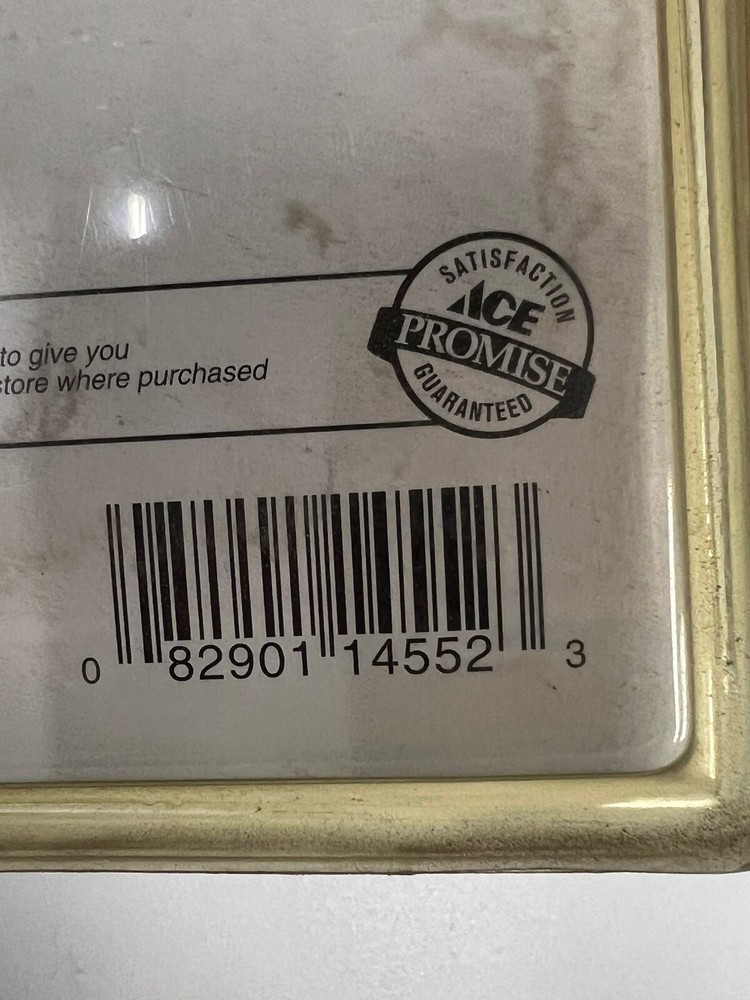 to give you
store where purchased
SATISFACTION
ACE
PROMISE
GUARANTEED
0 82901 14552 3